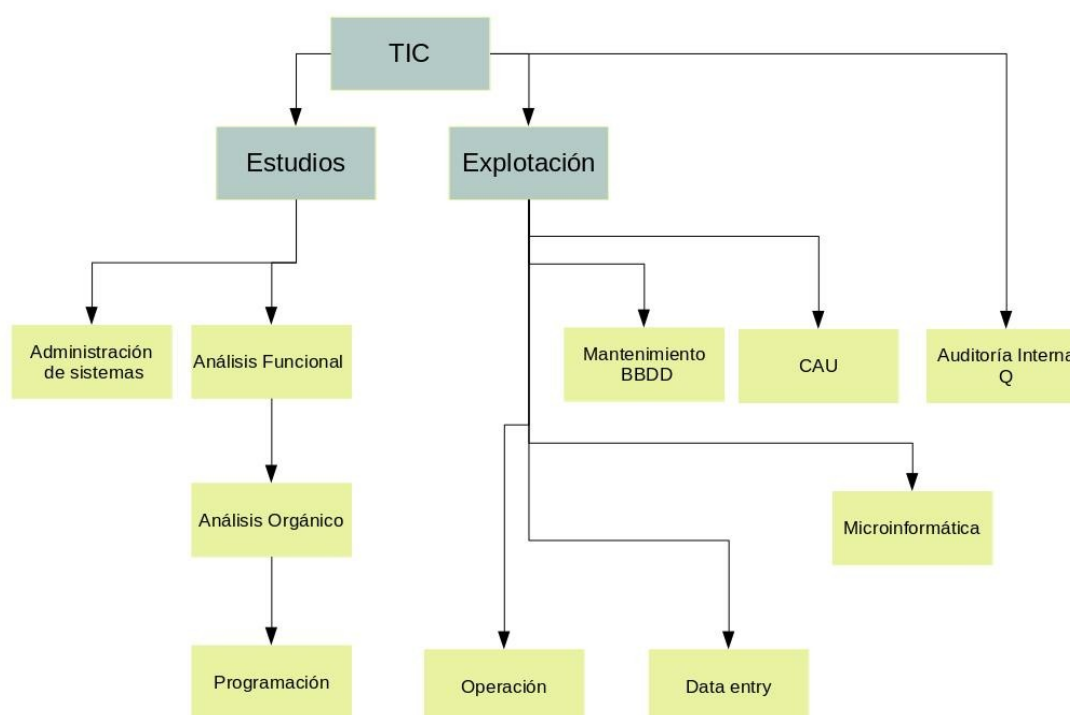 TIC
Estudios
Explotación
Administración
de sistemas
Análisis Funcional
Mantenimiento
BBDD
CAU
Auditoría Interna
Q
Análisis Orgánico
Microinformática
Programación
Operación
Data entry